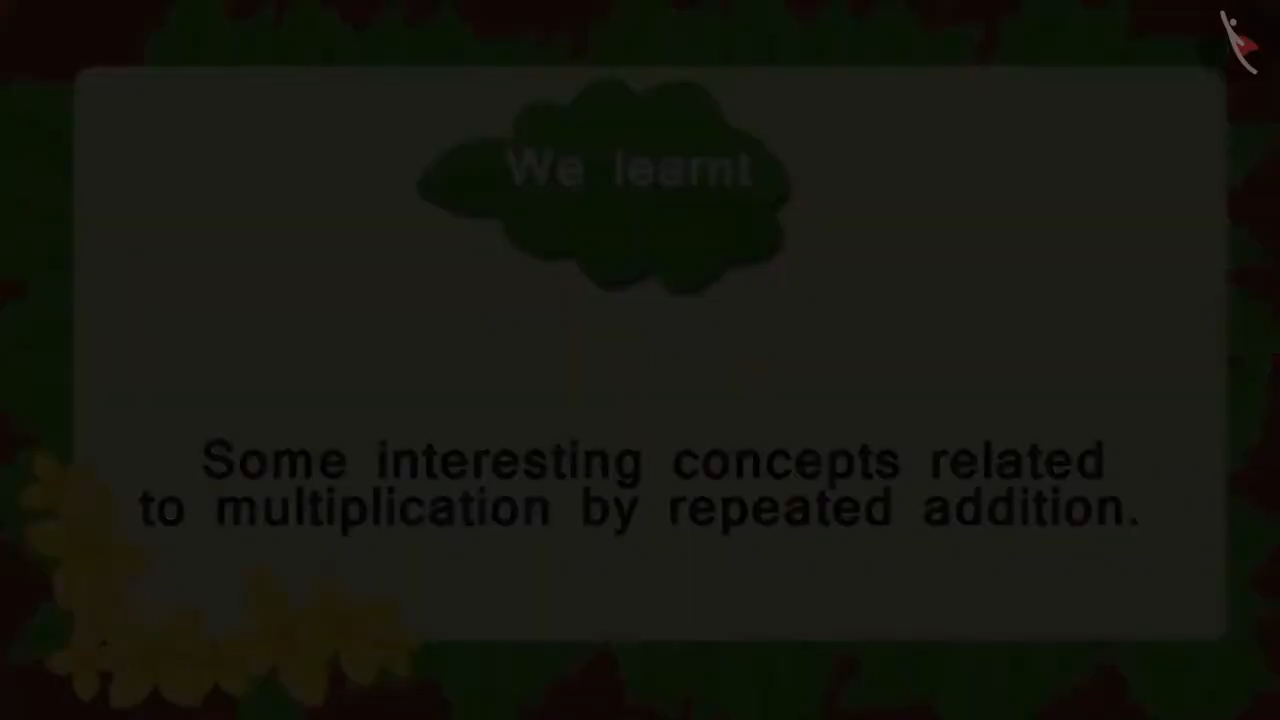 We learnt
Some interesting concepts related
to multiplication by repeated addition.